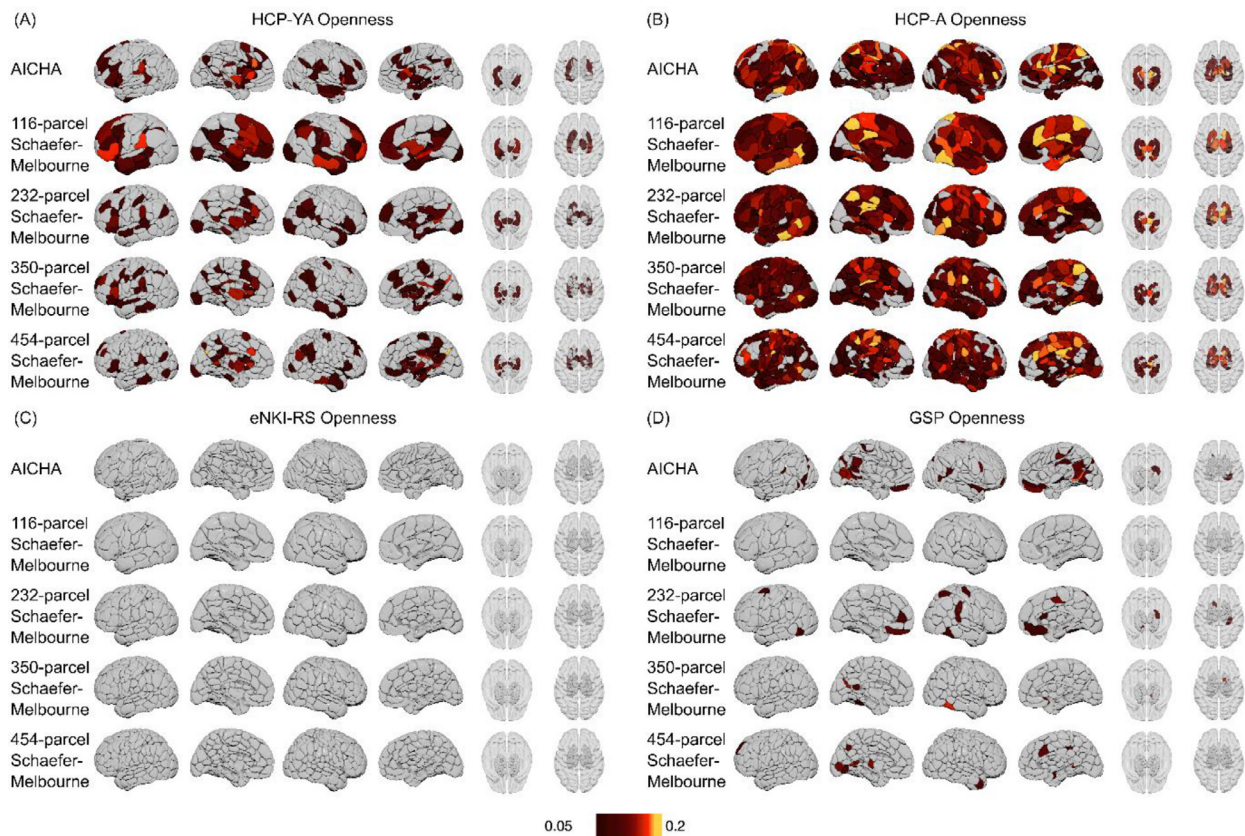 (A) HCP-YA Openness
AICHA
116-parcel
Schaefer-
Melbourne
232-parcel
Schaefer-
Melbourne
350-parcel
Schaefer-
Melbourne
454-parcel
Schaefer-
Melbourne
(B) HCP-A Openness
AICHA
116-parcel
Schaefer-
Melbourne
232-parcel
Schaefer-
Melbourne
350-parcel
Schaefer-
Melbourne
454-parcel
Schaefer-
Melbourne
(C) eNKI-RS Openness
AICHA
116-parcel
Schaefer-
Melbourne
232-parcel
Schaefer-
Melbourne
350-parcel
Schaefer-
Melbourne
454-parcel
Schaefer-
Melbourne
(D) GSP Openness
AICHA
116-parcel
Schaefer-
Melbourne
232-parcel
Schaefer-
Melbourne
350-parcel
Schaefer-
Melbourne
454-parcel
Schaefer-
Melbourne
0.05 0.2